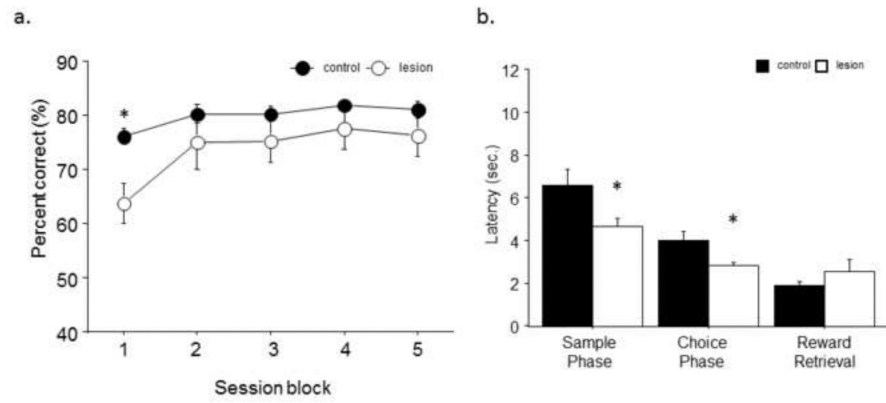 a.
control lesion
90
80
70
60
50
40
*
Percent correct (%)
1 2 3 4 5
Session block
b.
control lesion
12
10
8
6
4
2
0
*
*
Latency (sec.)
Sample Choice Reward
Phase Phase Retrieval